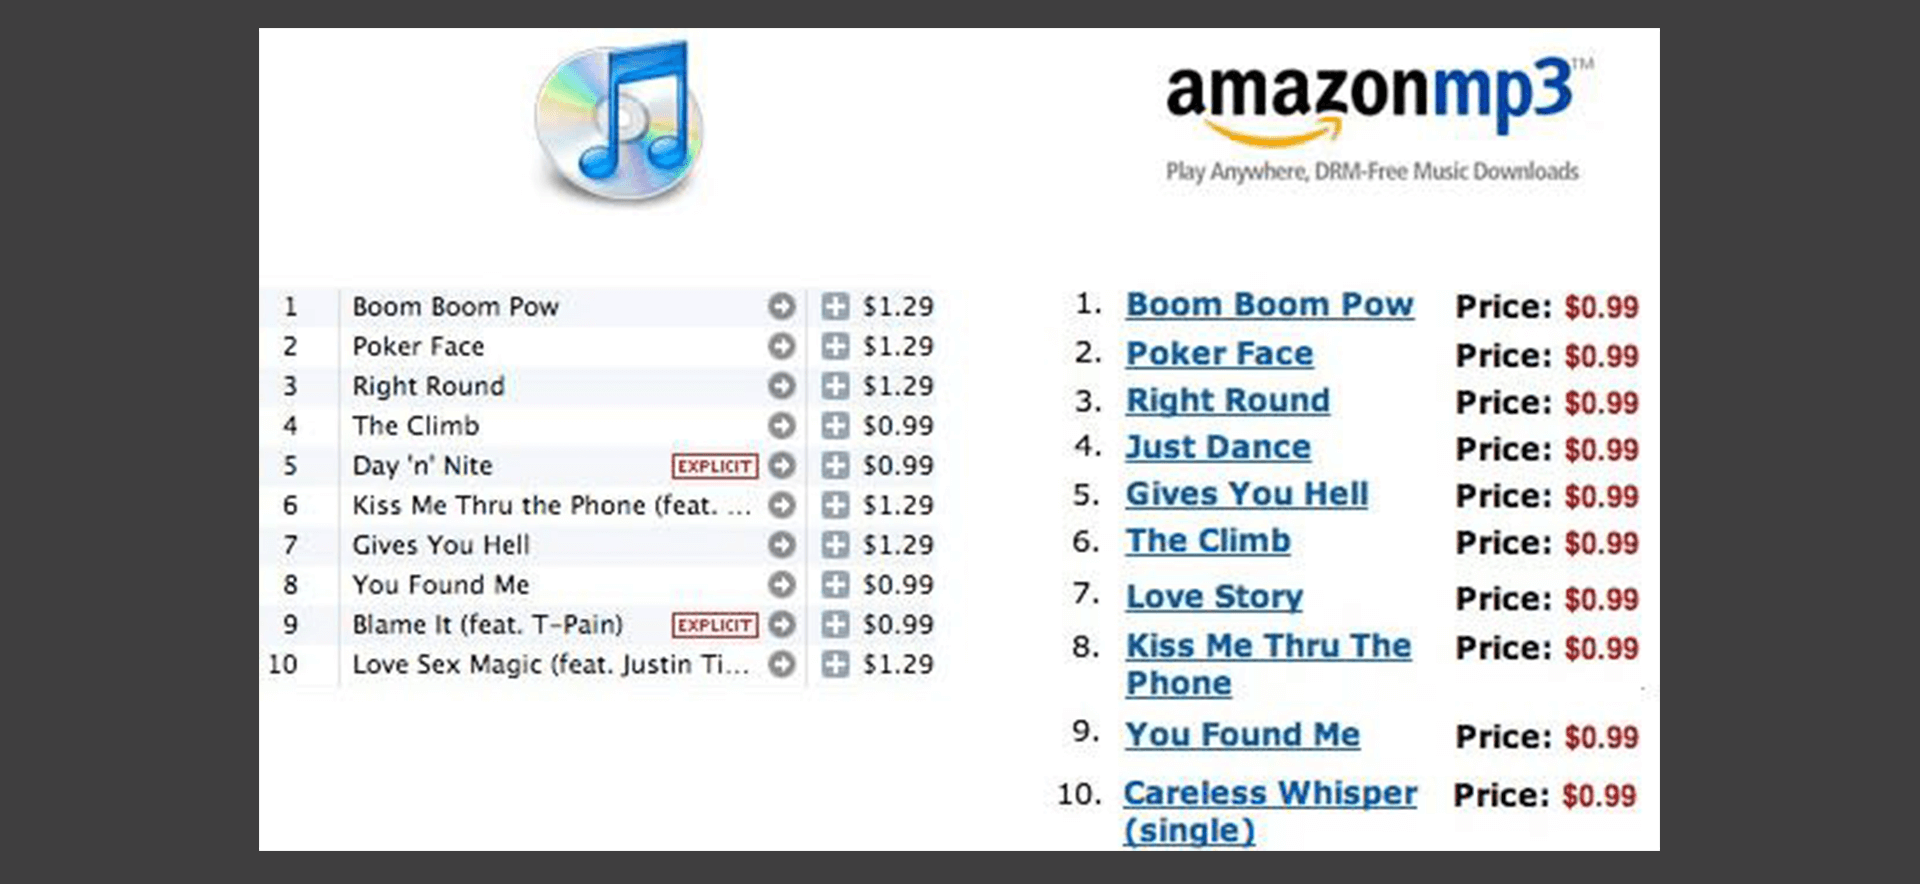 amazonmp3™
Play Anywhere, DRM-Free Music Downloads
1 Boom Boom Pow $1.29
2 Poker Face $1.29
3 Right Round $1.29
4 The Climb $0.99
5 Day 'n' Nite EXPLICIT $0.99
6 Kiss Me Thru the Phone (feat. ... $1.29
7 Gives You Hell $1.29
8 You Found Me $0.99
9 Blame It (feat. T-Pain) EXPLICIT $0.99
10 Love Sex Magic (feat. Justin Ti... $1.29
1. Boom Boom Pow Price: $0.99
2. Poker Face Price: $0.99
3. Right Round Price: $0.99
4. Just Dance Price: $0.99
5. Gives You Hell Price: $0.99
6. The Climb Price: $0.99
7. Love Story Price: $0.99
8. Kiss Me Thru The Price: $0.99
Phone
9. You Found Me Price: $0.99
10. Careless Whisper Price: $0.99
(single)